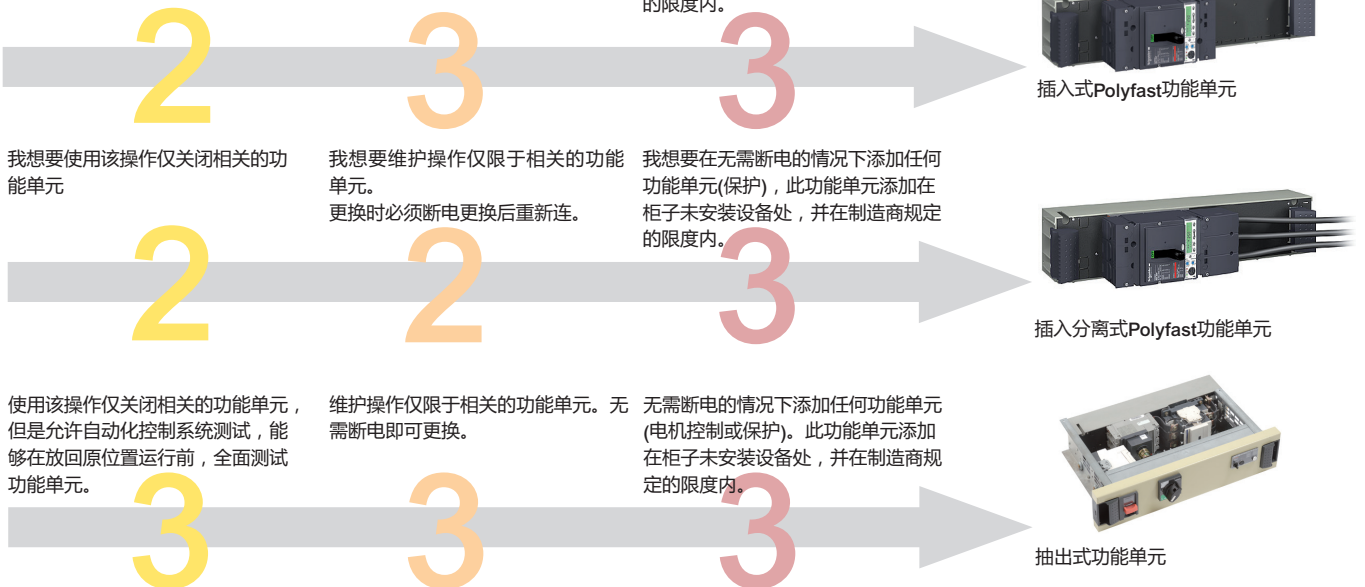 的限度内。
2 3 3
插入式Polyfast功能单元
我想要使用该操作仅关闭相关的功
能单元
我想要维护操作仅限于相关的功能
单元。
更换时必须断电更换后重新连。
我想要在无需断电的情况下添加任何
功能单元(保护)，此功能单元添加在
柜子未安装设备处，并在制造商规定
的限度内。
2 2 3
插入分离式Polyfast功能单元
使用该操作仅关闭相关的功能单元，
但是允许自动化控制系统测试，能
够在放回原位置运行前，全面测试
功能单元。
维护操作仅限于相关的功能单元。无
需断电即可更换。
无需断电的情况下添加任何功能单元
(电机控制或保护)。此功能单元添加
在柜子未安装设备处，并在制造商规
定的限度内。
3 3 3
抽出式功能单元